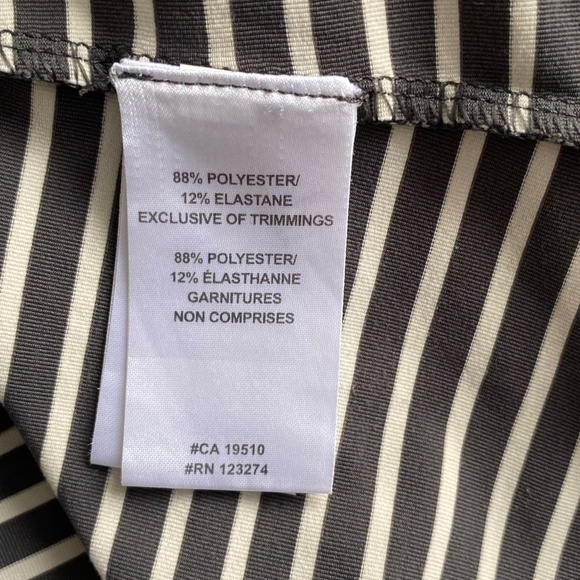 88% POLYESTER/
12% ELASTANE
EXCLUSIVE OF TRIMMINGS
88% POLYESTER/
12% ÉLASTHANNE
GARNITURES
NON COMPRISES
#CA 19510
#RN 123274